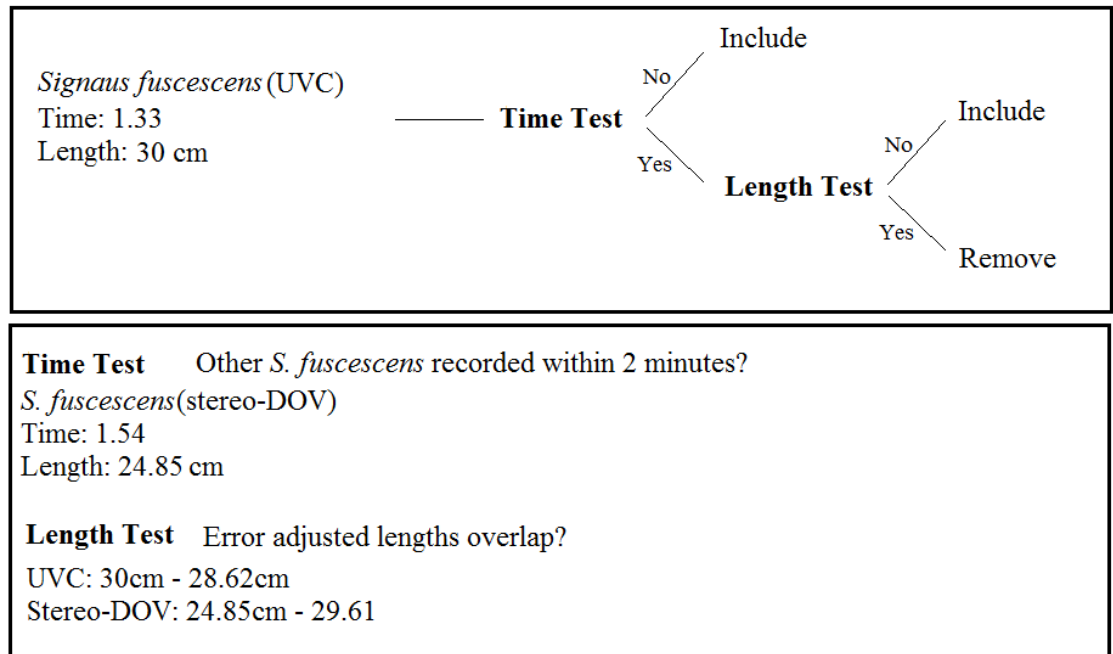 Signaus fuscescens (UVC)
Time: 1.33
Length: 30 cm
Time Test
No
Include
Yes
Length Test
No
Include
Yes
Remove
Time Test Other S. fuscescens recorded within 2 minutes?
S. fuscescens (stereo-DOV)
Time: 1.54
Length: 24.85 cm
Length Test Error adjusted lengths overlap?
UVC: 30cm - 28.62cm
Stereo-DOV: 24.85cm - 29.61